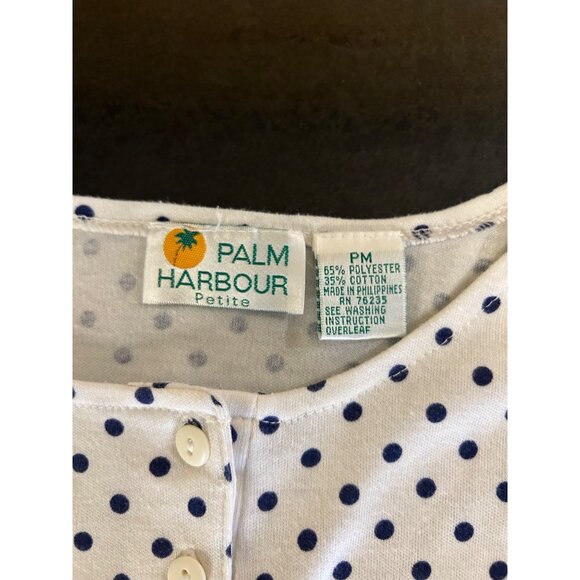 PALM
HARBOUR
Petite
PM
65% POLYESTER
35% COTTON
MADE IN PHILIPPINES
RN 76235
SEE WASHING
INSTRUCTION
OVERLEAF